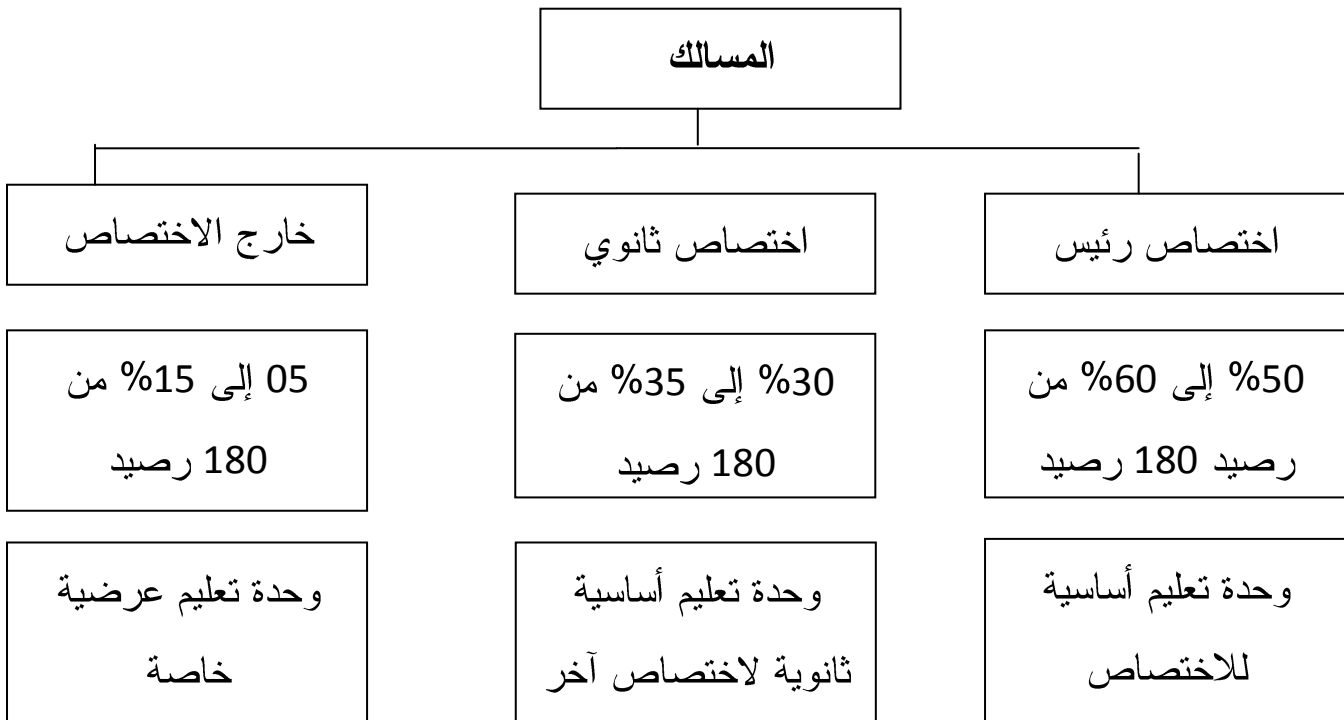 المسالك
اختصاص رئيس
اختصاص ثانوي
خارج الاختصاص
50% إلى 60% من
رصيد 180 رصيد
30% إلى 35% من
180 رصيد
05 إلى 15% من
180 رصيد
وحدة تعليم أساسية
للاختصاص
وحدة تعليم أساسية
ثانوية لاختصاص آخر
وحدة تعليم عرضية
خاصة